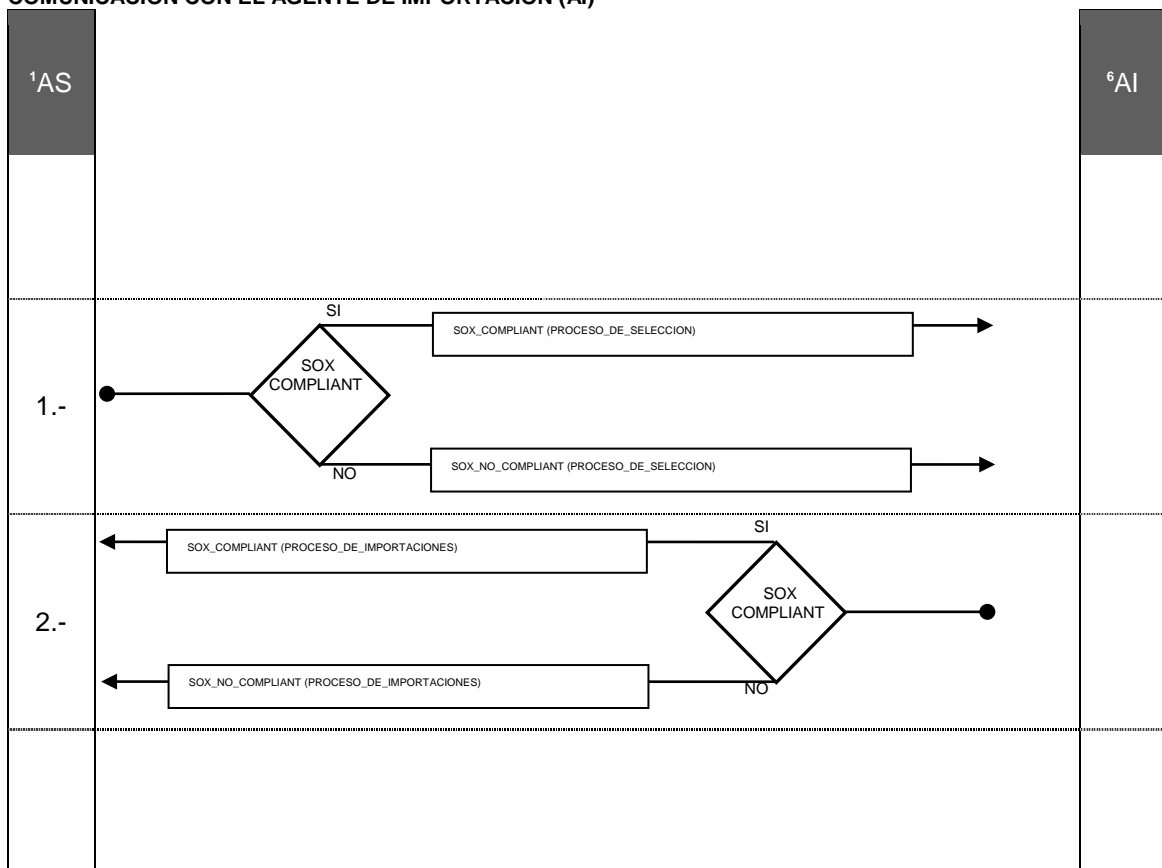 COMUNICACIÓN CON EL AGENTE DE IMPORTACIÓN (AI)
¹AS
⁶AI
SI
SOX_COMPLIANT (PROCESO_DE_SELECCION)
SOX
COMPLIANT
1.-
SOX_NO_COMPLIANT (PROCESO_DE_SELECCION)
NO
SI
SOX_COMPLIANT (PROCESO_DE_IMPORTACIONES)
SOX
COMPLIANT
2.-
SOX_NO_COMPLIANT (PROCESO_DE_IMPORTACIONES)
NO